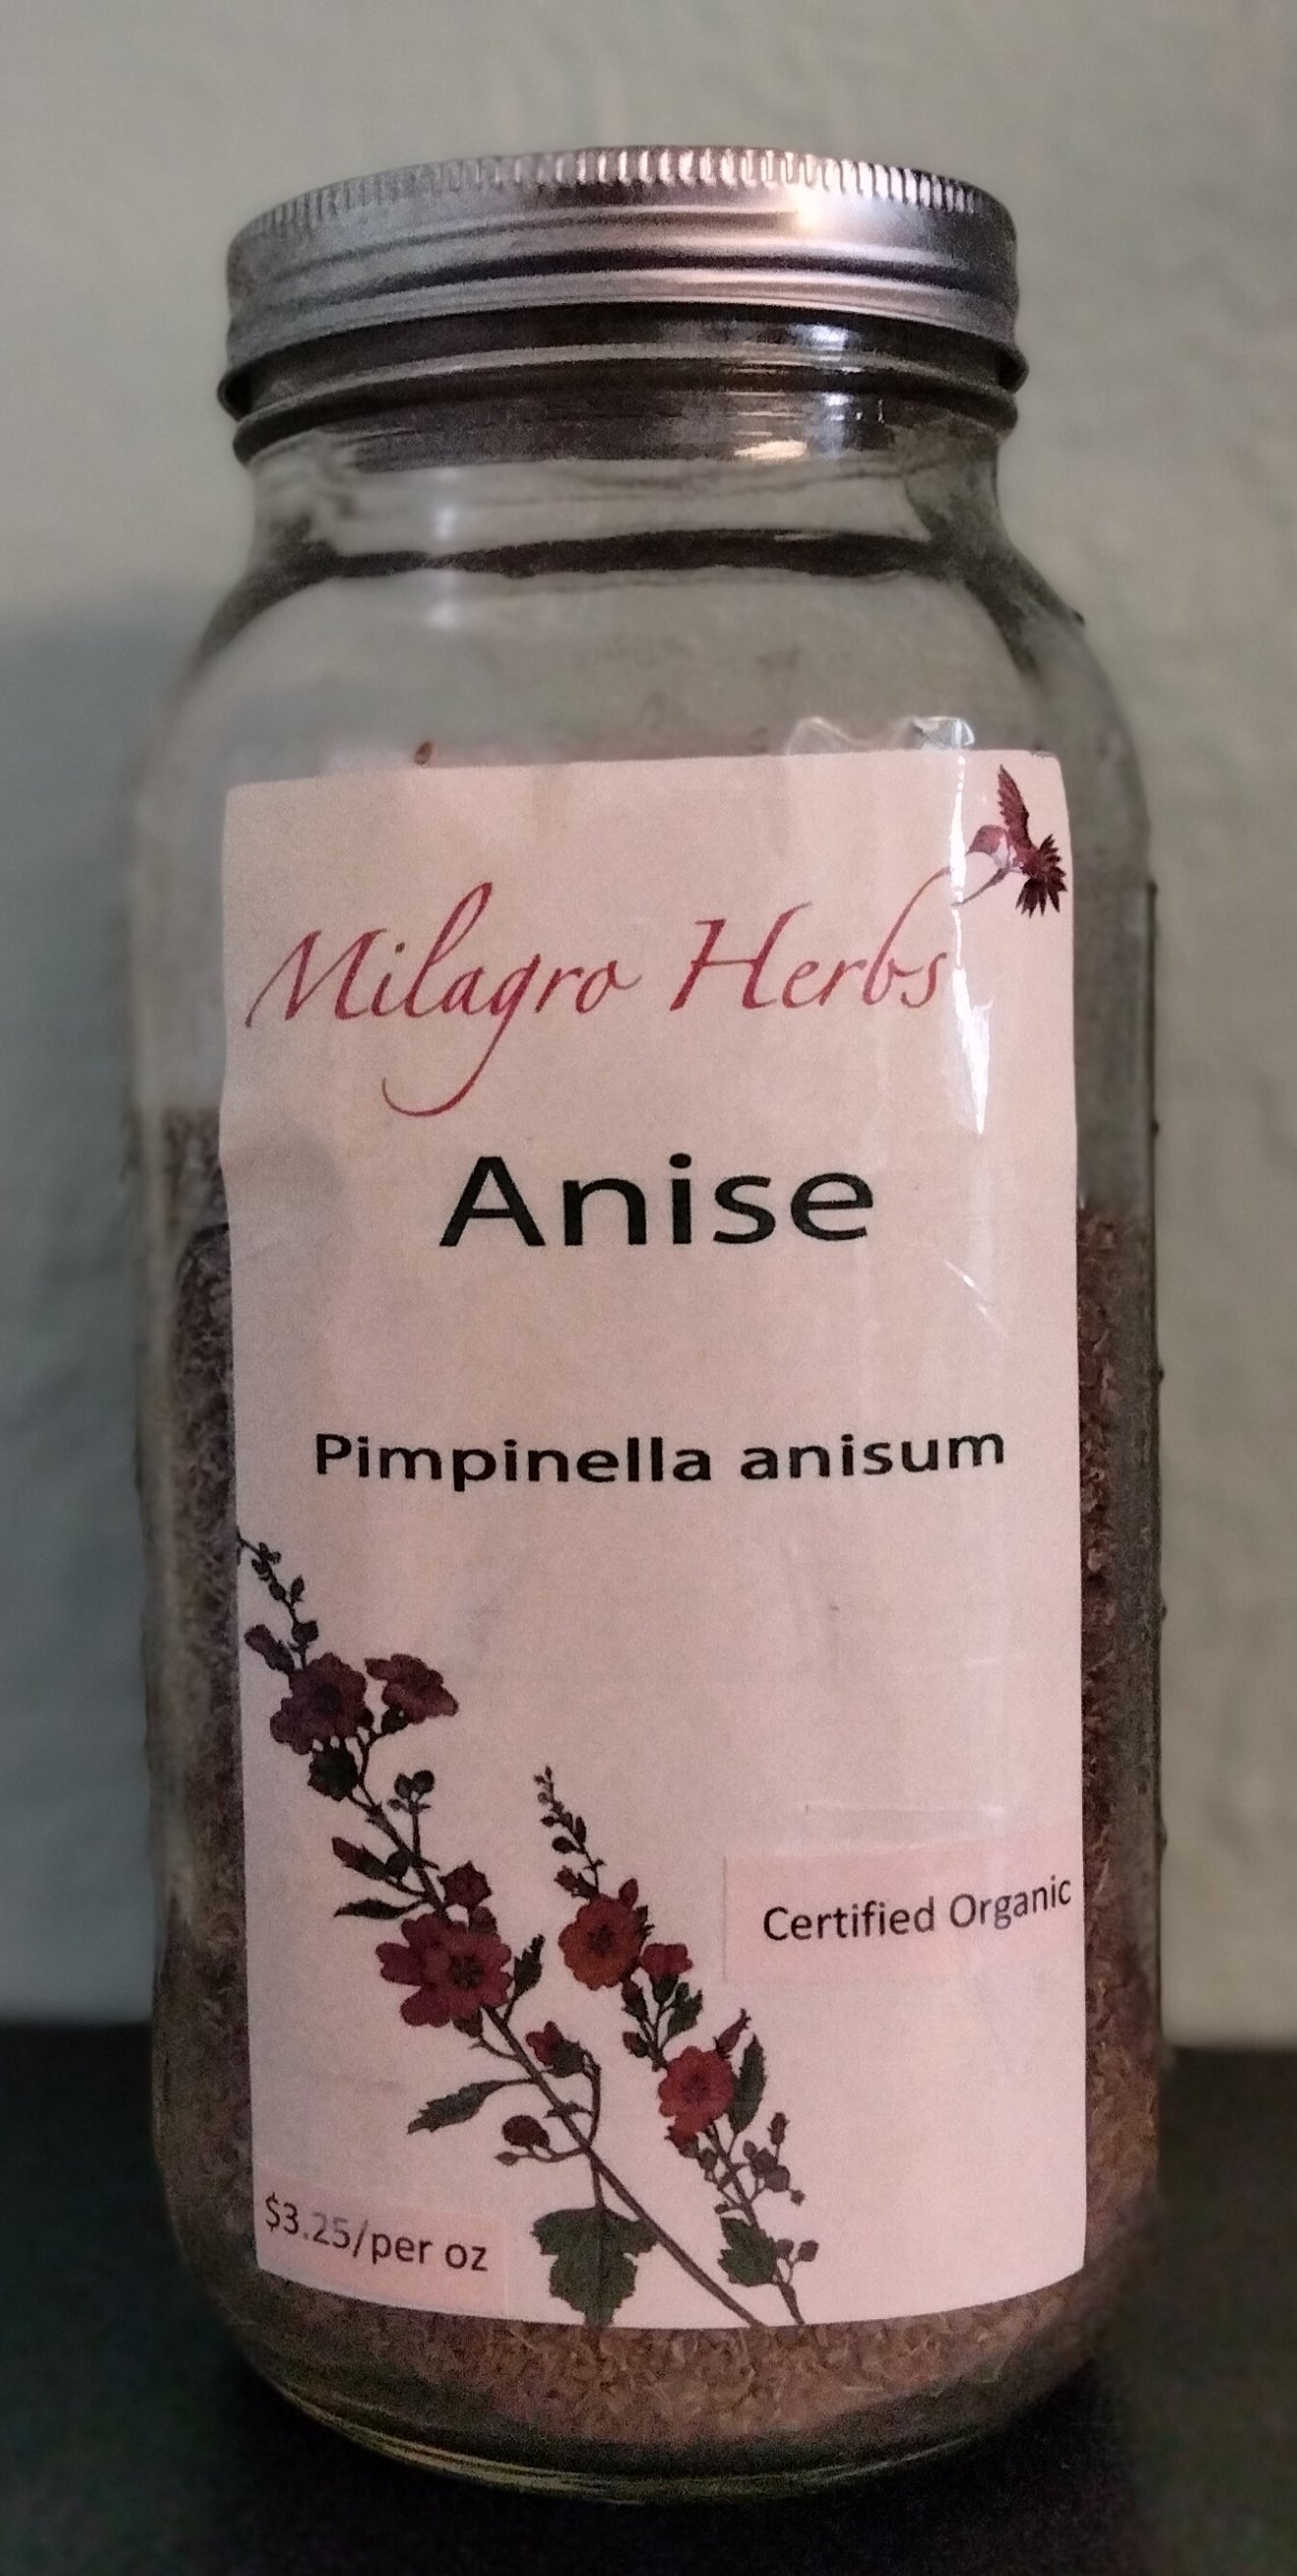 Milagro Herbs
Anise
Pimpinella anisum
Certified Organic
$3.25/per oz